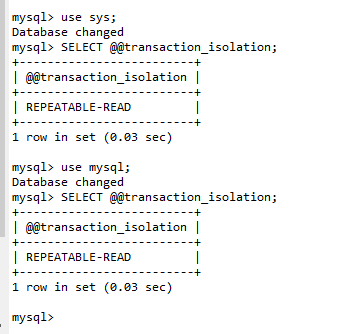 mysql> use sys;
Database changed
mysql> SELECT @@transaction_isolation;
+-------------------------+
| @@transaction_isolation |
+-------------------------+
| REPEATABLE-READ         |
+-------------------------+
1 row in set (0.03 sec)

mysql> use mysql;
Database changed
mysql> SELECT @@transaction_isolation;
+-------------------------+
| @@transaction_isolation |
+-------------------------+
| REPEATABLE-READ         |
+-------------------------+
1 row in set (0.03 sec)

mysql>